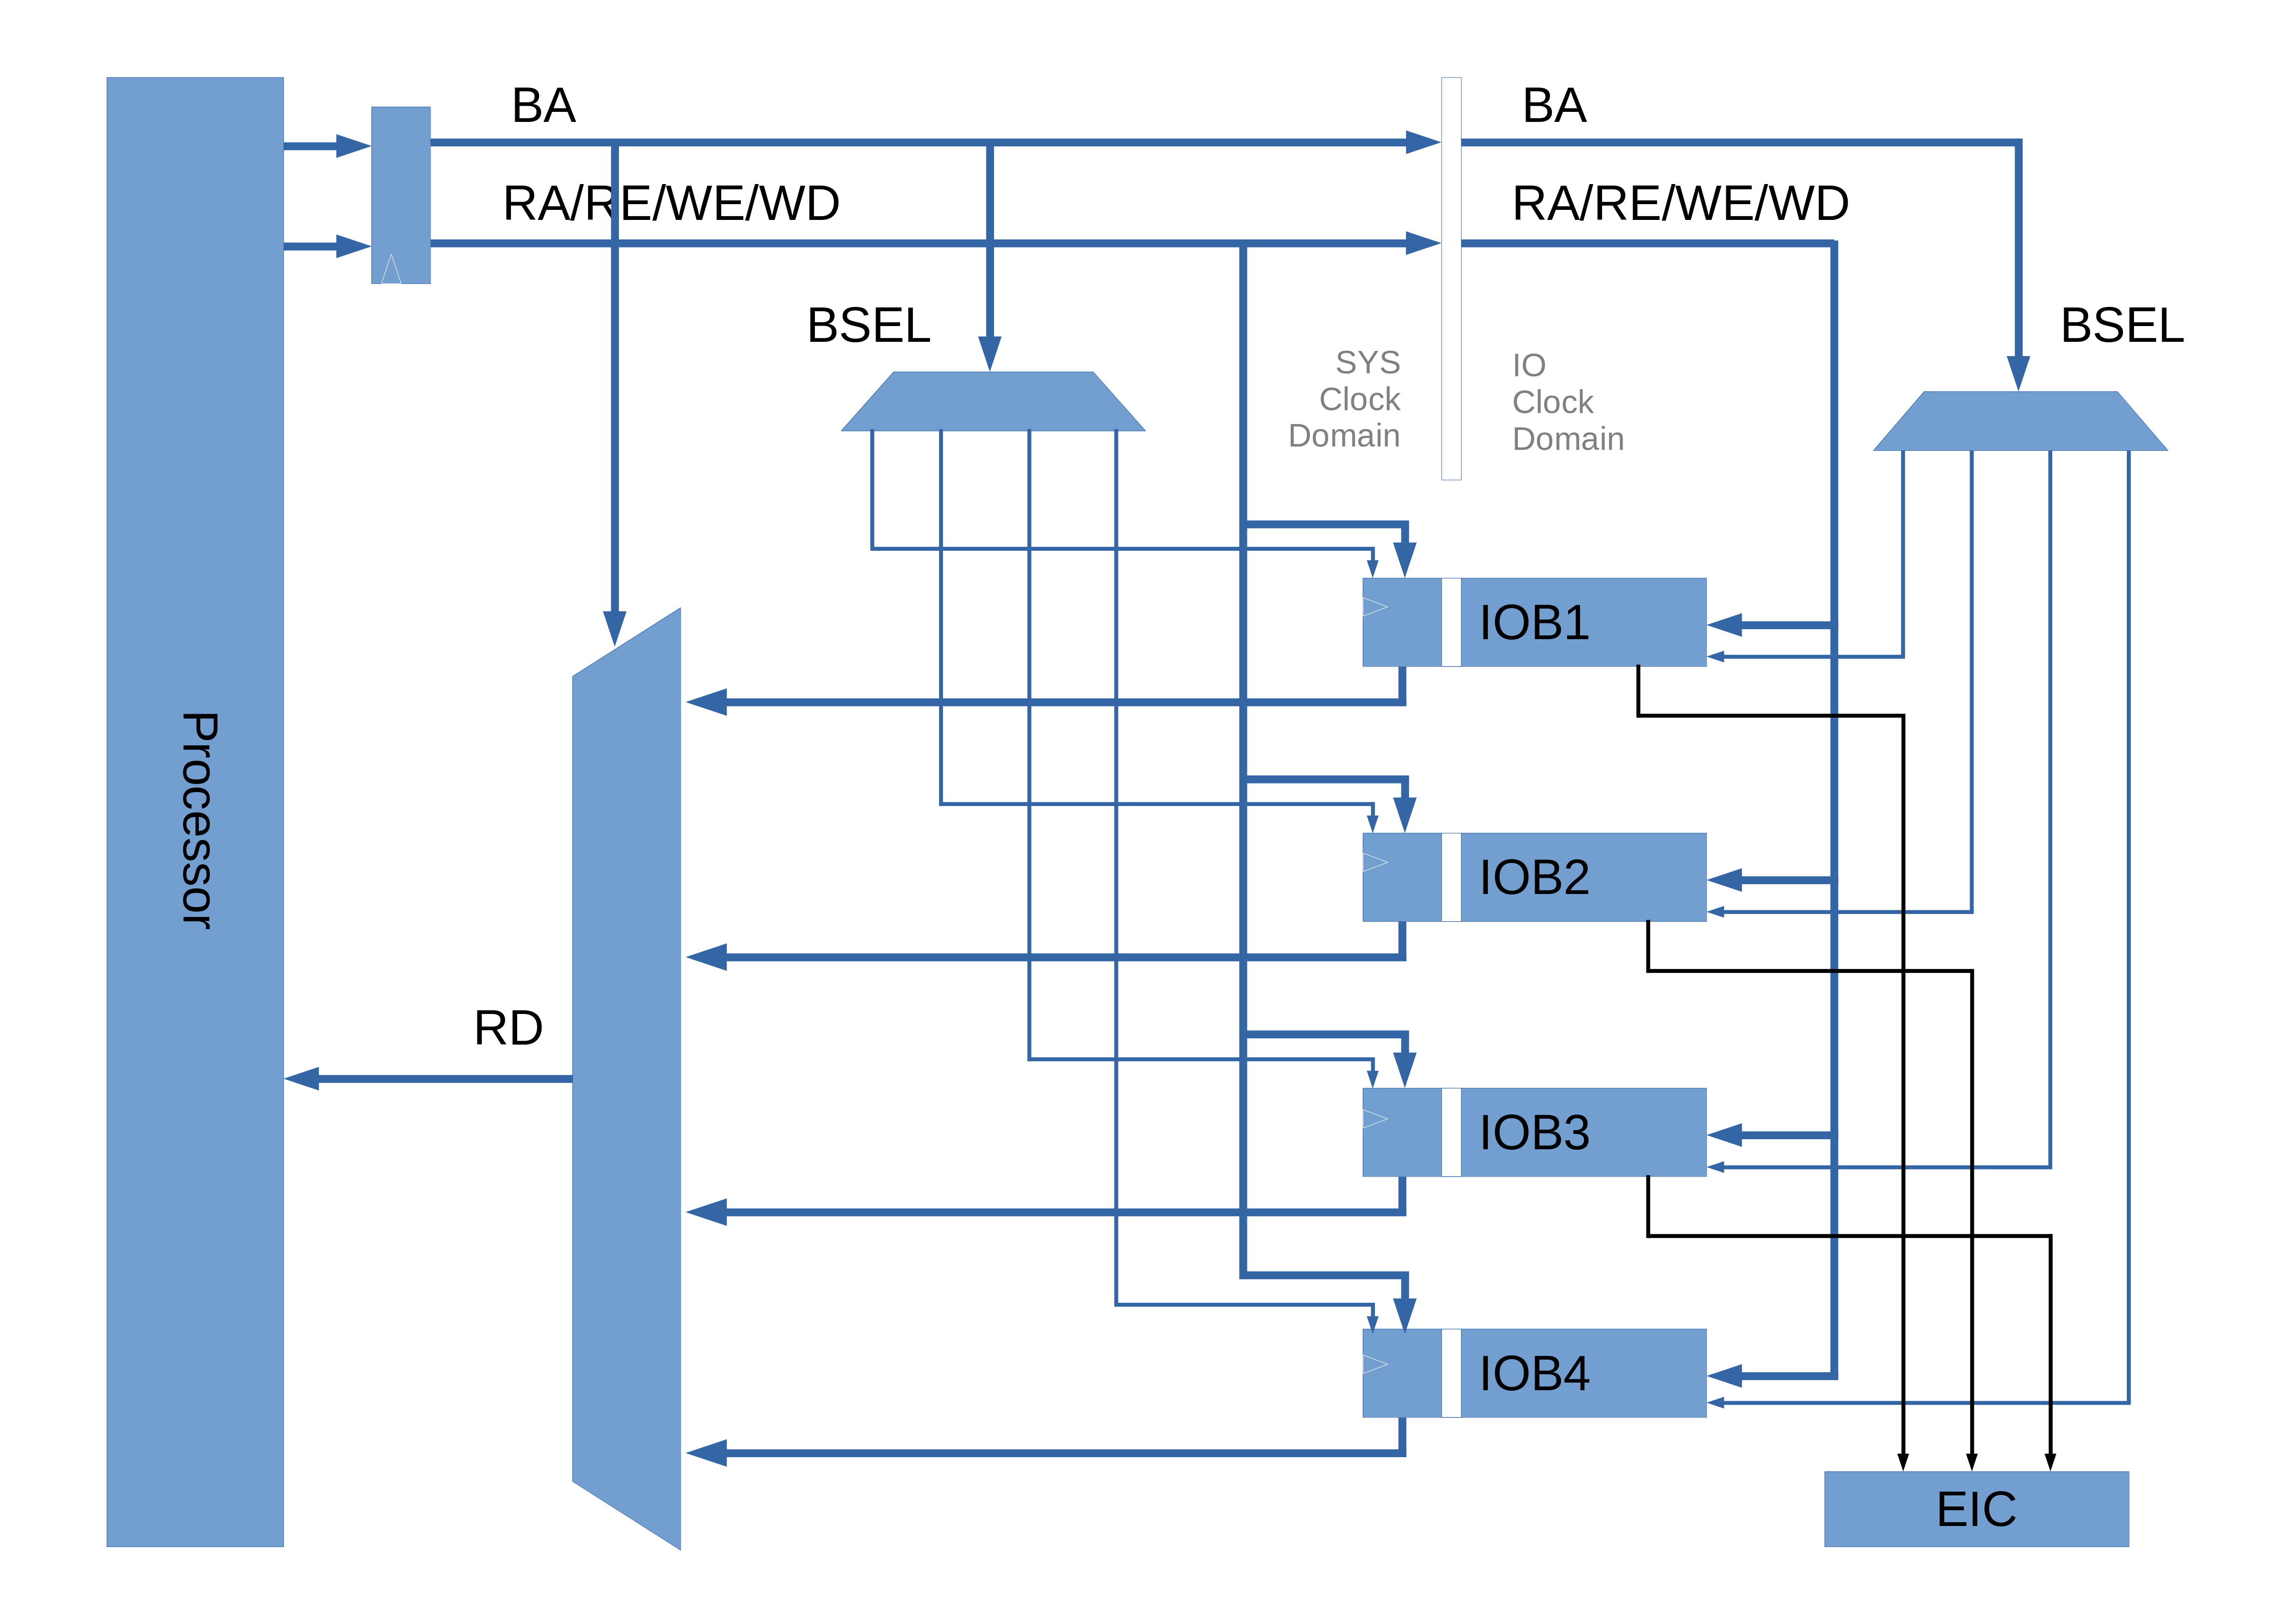 BA
BA
RA/RE/WE/WD
RA/RE/WE/WD
BSEL
BSEL
SYS
Clock
Domain
IO
Clock
Domain
IOB1
Processor
IOB2
RD
IOB3
IOB4
EIC